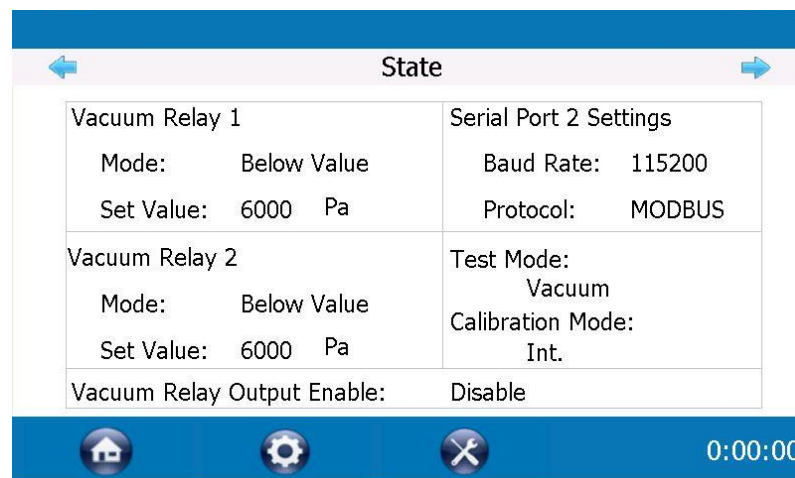 State
Vacuum Relay 1
Mode: Below Value
Set Value: 6000 Pa
Serial Port 2 Settings
Baud Rate: 115200
Protocol: MODBUS
Vacuum Relay 2
Mode: Below Value
Set Value: 6000 Pa
Test Mode:
Vacuum
Calibration Mode:
Int.
Vacuum Relay Output Enable: Disable
0:00:00